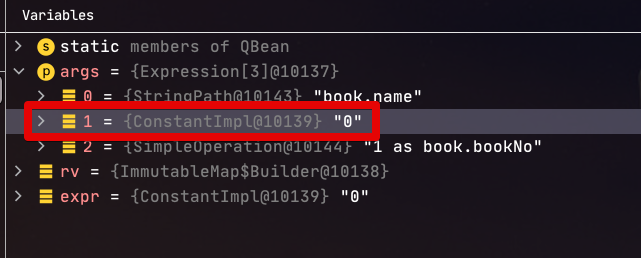 Variables
s static members of QBean
p args = {Expression[3]@10137}
0 = {StringPath@10143} "book.name"
1 = {ConstantImpl@10139} "0"
2 = {SimpleOperation@10144} "1 as book.bookNo"
rv = {ImmutableMap$Builder@10138}
expr = {ConstantImpl@10139} "0"